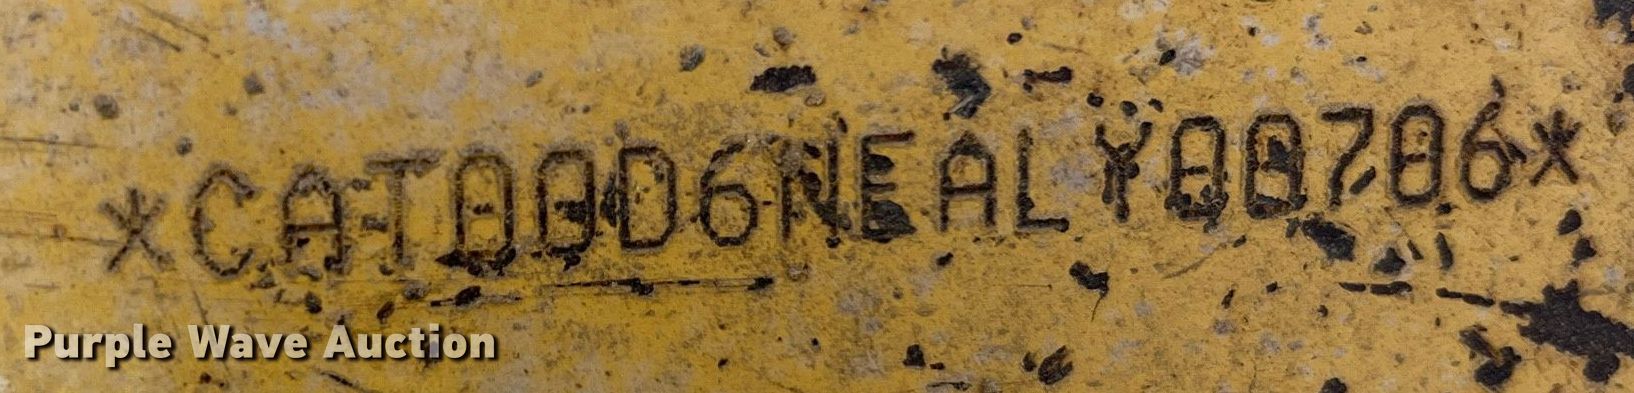 *CAT00D6NEALY00706*
Purple Wave Auction